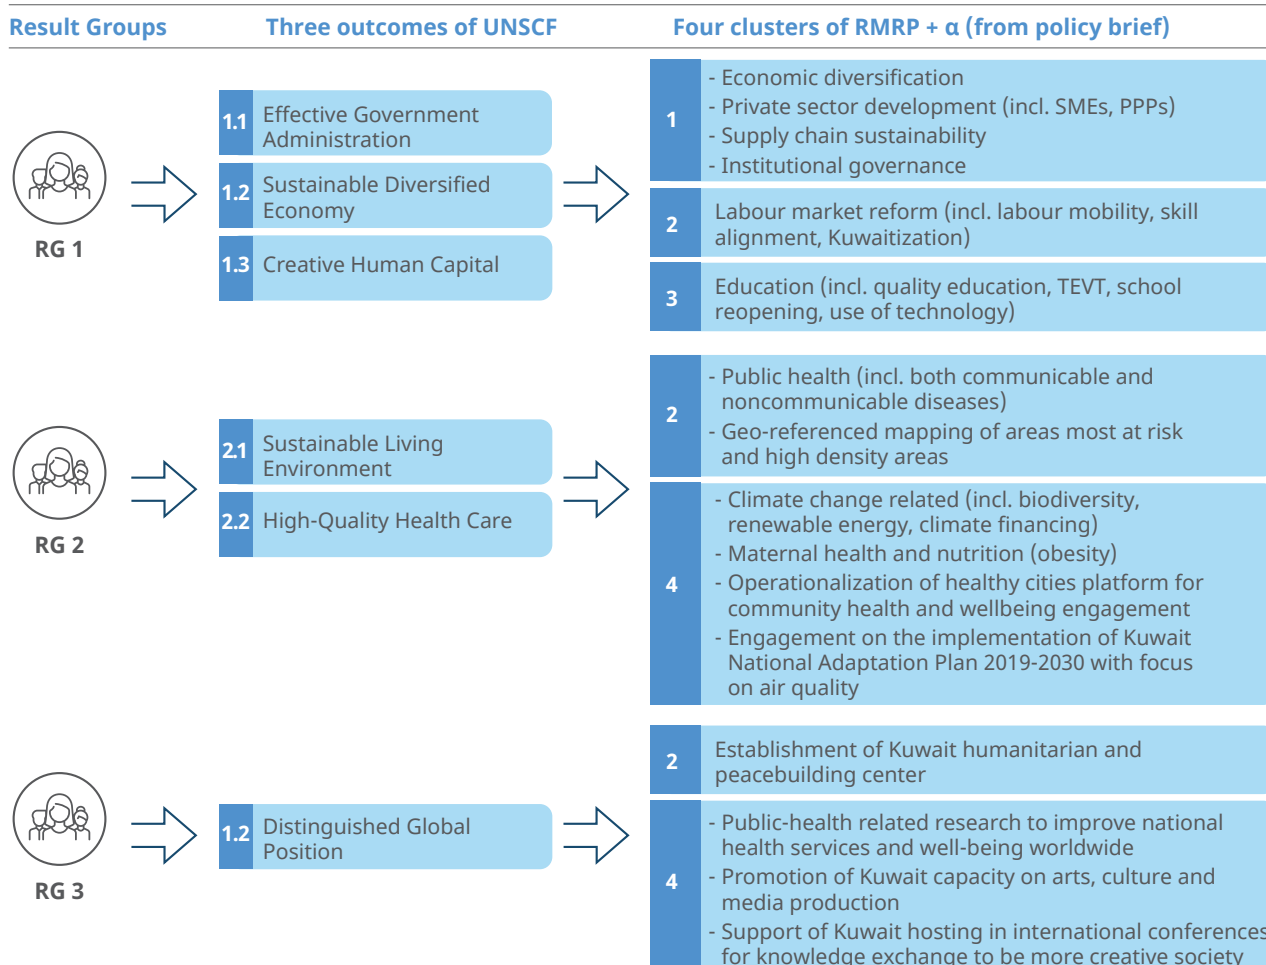 Result Groups
Three outcomes of UNSCF
Four clusters of RMRP + α (from policy brief)
RG 1
1.1 Effective Government
Administration
1.2 Sustainable Diversified
Economy
1.3 Creative Human Capital
1
- Economic diversification
- Private sector development (incl. SMEs, PPPs)
- Supply chain sustainability
- Institutional governance
2
Labour market reform (incl. labour mobility, skill
alignment, Kuwaitization)
3
Education (incl. quality education, TEVT, school
reopening, use of technology)
RG 2
2.1 Sustainable Living
Environment
2.2 High-Quality Health Care
2
- Public health (incl. both communicable and
noncommunicable diseases)
- Geo-referenced mapping of areas most at risk
and high density areas
4
- Climate change related (incl. biodiversity,
renewable energy, climate financing)
- Maternal health and nutrition (obesity)
- Operationalization of healthy cities platform for
community health and wellbeing engagement
- Engagement on the implementation of Kuwait
National Adaptation Plan 2019-2030 with focus
on air quality
RG 3
1.2 Distinguished Global
Position
2
Establishment of Kuwait humanitarian and
peacebuilding center
4
- Public-health related research to improve national
health services and well-being worldwide
- Promotion of Kuwait capacity on arts, culture and
media production
- Support of Kuwait hosting in international conferences
for knowledge exchange to be more creative society